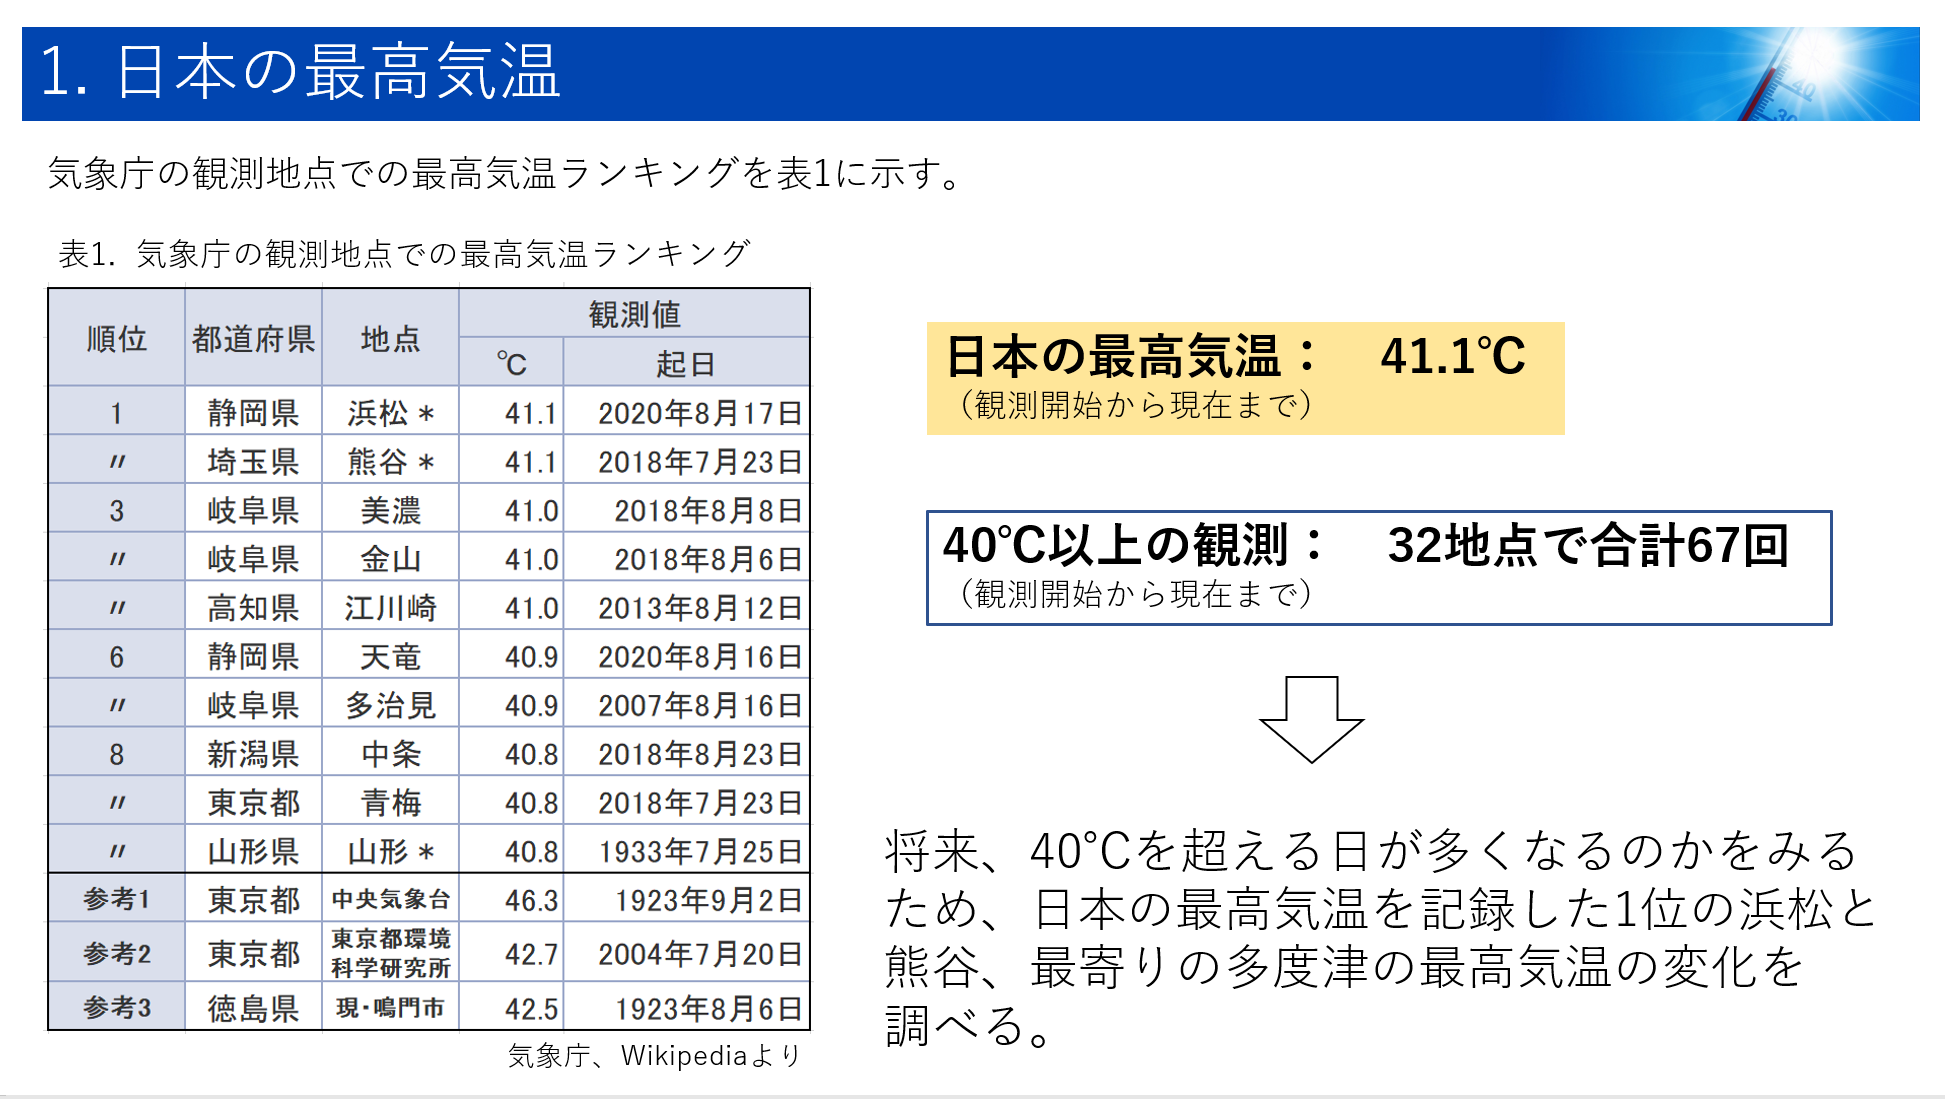 1. 日本の最高気温
40
30
気象庁の観測地点での最高気温ランキングを表1に示す。
表1. 気象庁の観測地点での最高気温ランキング
順位 都道府県 地点 観測値
℃ 起日
1 静岡県 浜松＊ 41.1 2020年8月17日
〃 埼玉県 熊谷＊ 41.1 2018年7月23日
3 岐阜県 美濃 41.0 2018年8月8日
〃 岐阜県 金山 41.0 2018年8月6日
〃 高知県 江川崎 41.0 2013年8月12日
6 静岡県 天竜 40.9 2020年8月16日
〃 岐阜県 多治見 40.9 2007年8月16日
8 新潟県 中条 40.8 2018年8月23日
〃 東京都 青梅 40.8 2018年7月23日
〃 山形県 山形＊ 40.8 1933年7月25日
参考1 東京都 中央気象台 46.3 1923年9月2日
参考2 東京都 東京都環境
科学研究所 42.7 2004年7月20日
参考3 徳島県 現・鳴門市 42.5 1923年8月6日
気象庁、Wikipediaより
日本の最高気温： 41.1℃
（観測開始から現在まで）
40℃以上の観測： 32地点で合計67回
（観測開始から現在まで）
将来、40℃を超える日が多くなるのかをみる
ため、日本の最高気温を記録した1位の浜松と
熊谷、最寄りの多度津の最高気温の変化を
調べる。